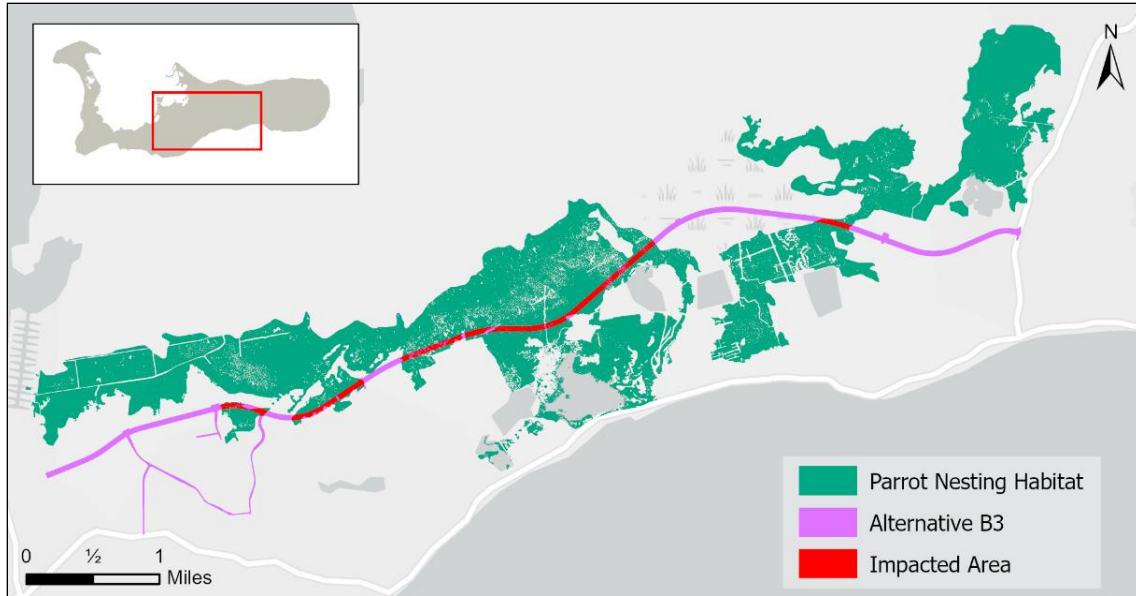 N
Parrot Nesting Habitat
Alternative B3
Impacted Area
0 ½ 1
Miles